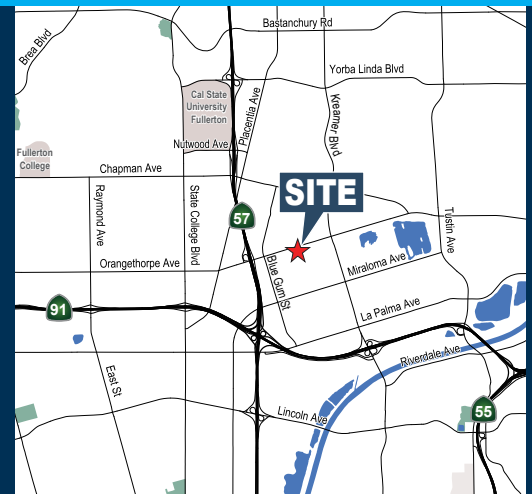 Bastanchury Rd
Brea Blvd
Yorba Linda Blvd
Cal State
University
Fullerton
Placentia Ave
Kreamer Blvd
Nutwood Ave
Fullerton
College
Chapman Ave
SITE
Raymond Ave
State College Blvd
57
Tustin Ave
Orangethorpe Ave
Blue Gum St
Miraloma Ave
91
La Palma Ave
Riverdale Ave
East St
Lincoln Ave
55